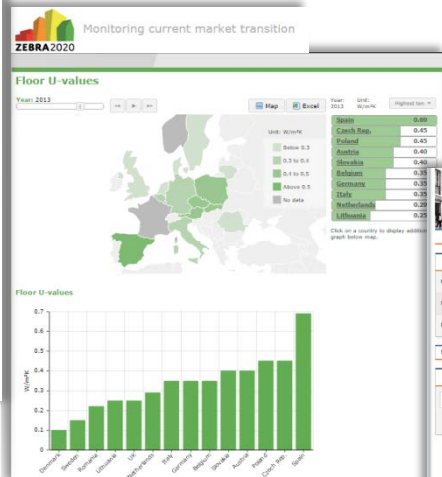 Monitoring current market transition
ZEBRA2020
Floor U-values
Year: 2013
Map
Excel
Year: 2013
Unit: W/m²K
Highest ten
Unit: W/m²K
Below 0.3
0.3 to 0.4
0.4 to 0.5
Above 0.5
No data
Spain 0.69
Czech Rep. 0.45
Poland 0.45
Austria 0.40
Slovakia 0.40
Belgium 0.35
Germany 0.35
Italy 0.35
Netherlands 0.29
Lithuania 0.25
Click on a country to display addition
graph below map.
Floor U-values
W/m²K
0.7
0.6
0.5
0.4
0.3
0.2
0.1
0
Denmark
Sweden
Romania
Lithuania
UK
Netherlands
Italy
Germany
Belgium
Slovakia
Austria
Poland
Czech Rep.
Spain